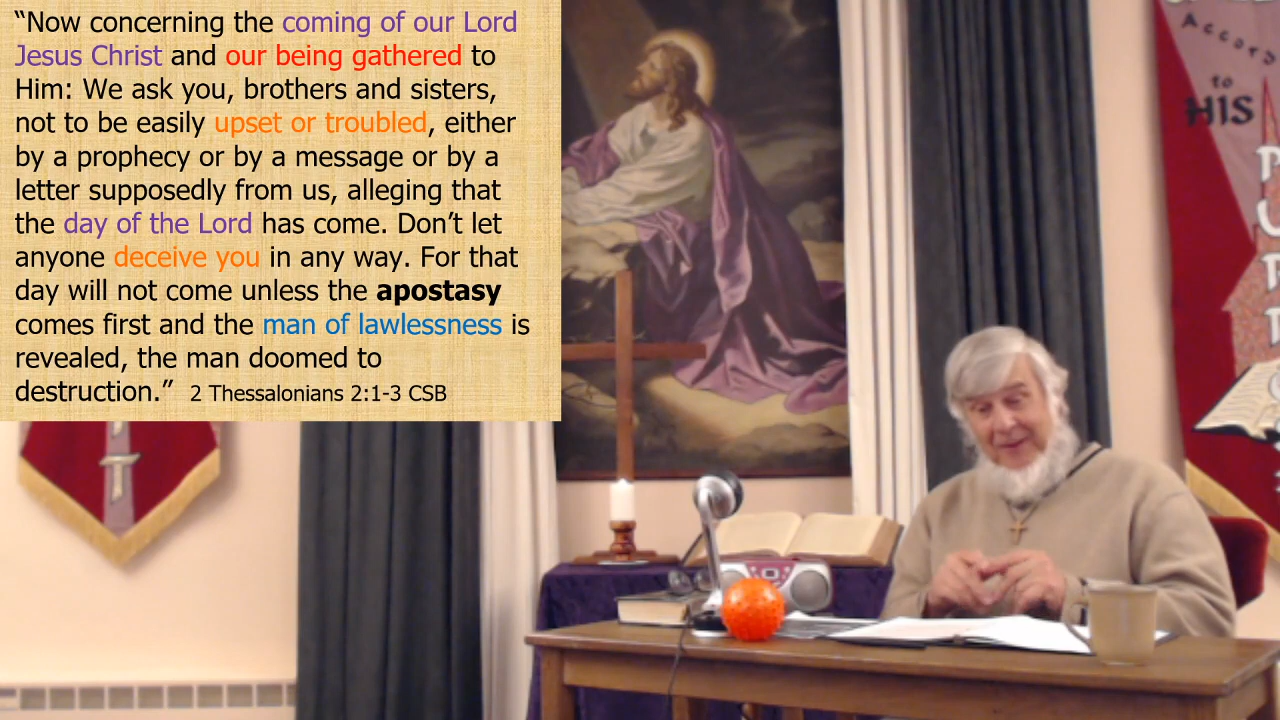 “Now concerning the coming of our Lord
Jesus Christ and our being gathered to
Him: We ask you, brothers and sisters,
not to be easily upset or troubled, either
by a prophecy or by a message or by a
letter supposedly from us, alleging that
the day of the Lord has come. Don’t let
anyone deceive you in any way. For that
day will not come unless the apostasy
comes first and the man of lawlessness is
revealed, the man doomed to
destruction.” 2 Thessalonians 2:1-3 CSB
to
HIS